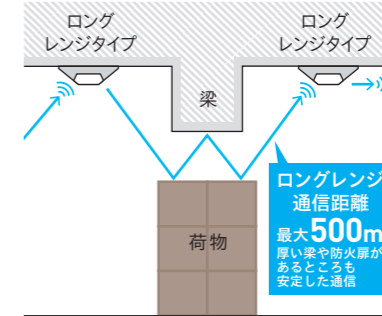 ロング
レンジタイプ
ロング
レンジタイプ
梁
荷物
ロングレンジ
通信距離
最大500m
厚い梁や防火扉が
あるところも
安定した通信